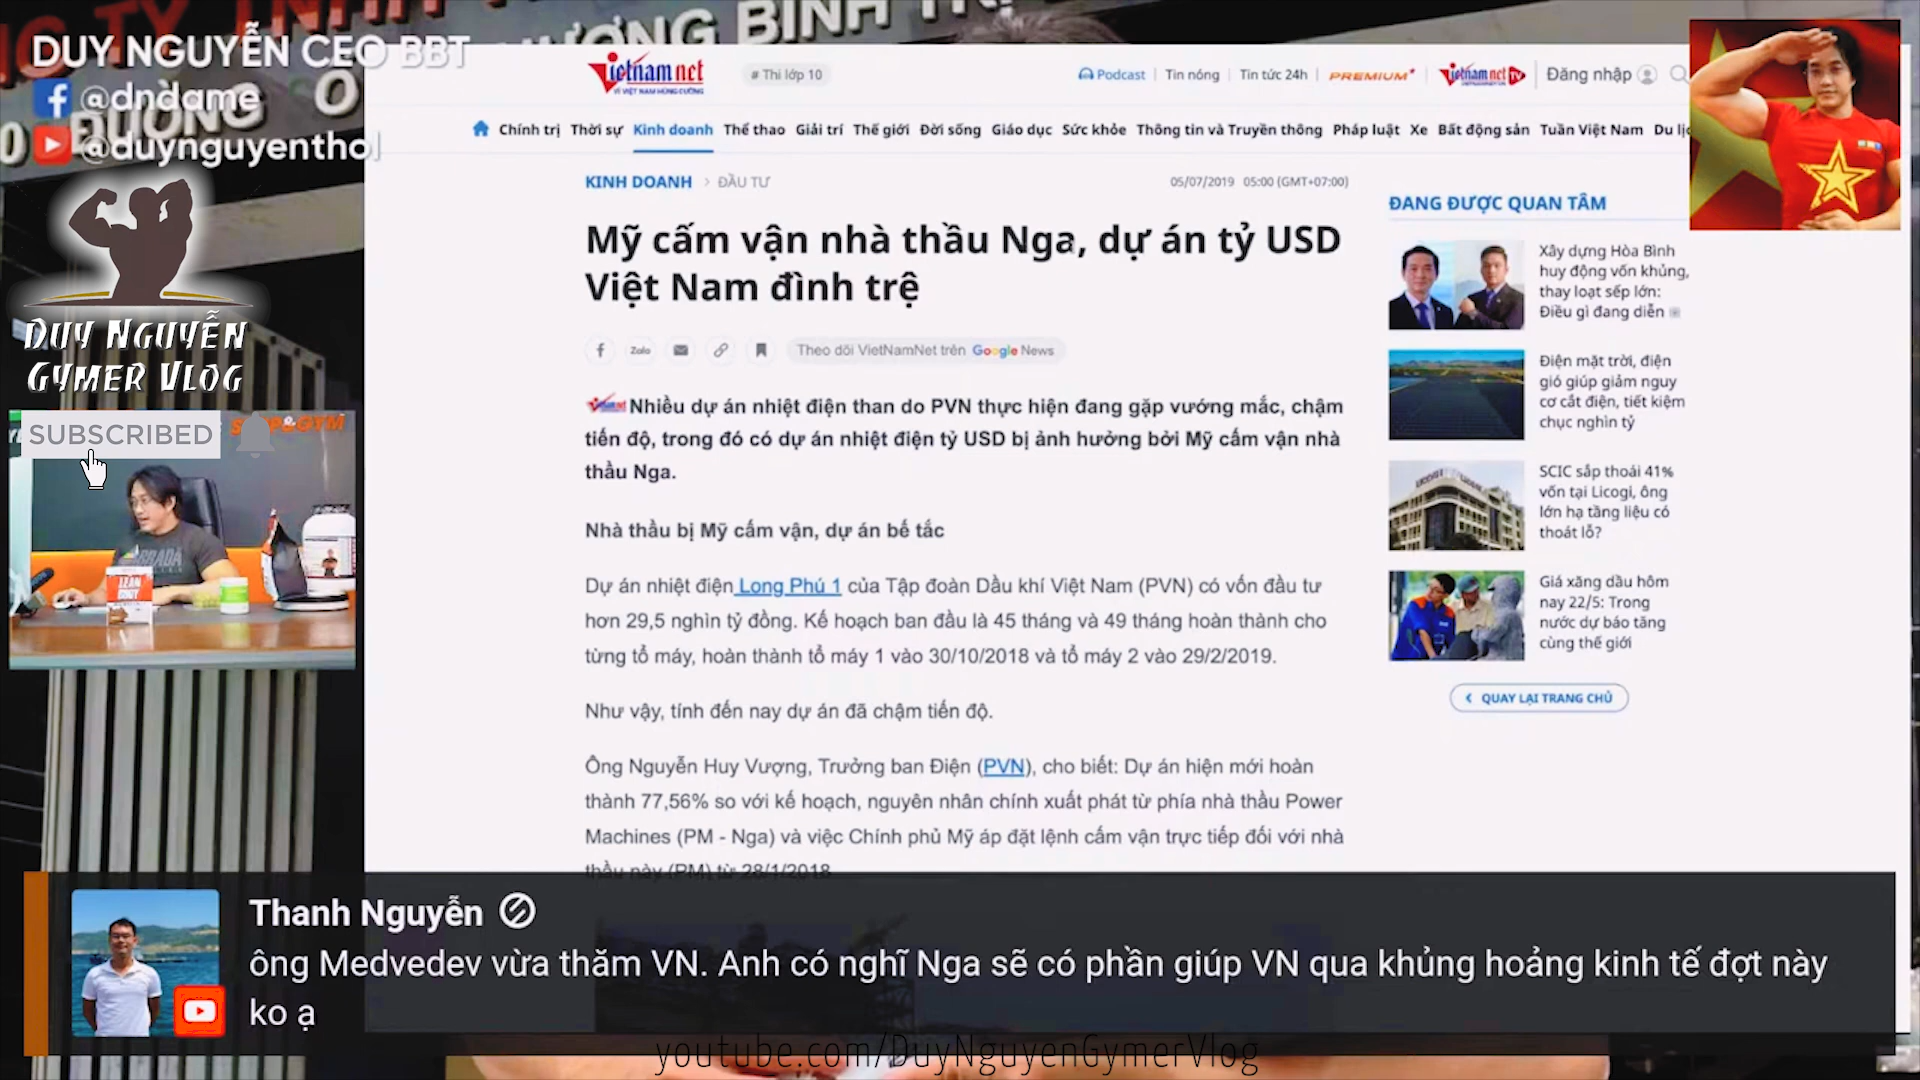 DUY NGUYỄN CEO BBT
@dndame
@duynguyenthol
DUY NGUYỄN
GYMER VLOG
SUBSCRIBED
Vietnamnet
VÌ VIỆT NAM HÙNG CƯỜNG
# Thi lớp 10
Podcast
Tin nóng
Tin tức 24h
PREMIUM
Vietnamnet TV
Đăng nhập
Chính trị Thời sự Kinh doanh Thể thao Giải trí Thế giới Đời sống Giáo dục Sức khỏe Thông tin và Truyền thông Pháp luật Xe Bất động sản Tuần Việt Nam
KINH DOANH > ĐẦU TƯ
05/07/2019 05:00 (GMT+07:00)
Mỹ cấm vận nhà thầu Nga, dự án tỷ USD
Việt Nam đình trệ
Zalo
Theo dõi VietNamNet trên Google News
Nhiều dự án nhiệt điện than do PVN thực hiện đang gặp vướng mắc, chậm
tiến độ, trong đó có dự án nhiệt điện tỷ USD bị ảnh hưởng bởi Mỹ cấm vận nhà
thầu Nga.
Nhà thầu bị Mỹ cấm vận, dự án bế tắc
Dự án nhiệt điện Long Phú 1 của Tập đoàn Dầu khí Việt Nam (PVN) có vốn đầu tư
hơn 29,5 nghìn tỷ đồng. Kế hoạch ban đầu là 45 tháng và 49 tháng hoàn thành cho
từng tổ máy, hoàn thành tổ máy 1 vào 30/10/2018 và tổ máy 2 vào 29/2/2019.
Như vậy, tính đến nay dự án đã chậm tiến độ.
Ông Nguyễn Huy Vượng, Trưởng ban Điện (PVN), cho biết: Dự án hiện mới hoàn
thành 77,56% so với kế hoạch, nguyên nhân chính xuất phát từ phía nhà thầu Power
Machines (PM - Nga) và việc Chính phủ Mỹ áp đặt lệnh cấm vận trực tiếp đối với nhà
thầu này (PM) từ 28/1/2018
ĐANG ĐƯỢC QUAN TÂM
Xây dựng Hòa Bình
huy động vốn khủng,
thay loạt sếp lớn:
Điều gì đang diễn
Điện mặt trời, điện
gió giúp giảm nguy
cơ cắt điện, tiết kiệm
chục nghìn tỷ
SCIC sắp thoái 41%
vốn tại Licogi, ông
lớn hạ tầng liệu có
thoát lỗ?
Giá xăng dầu hôm
nay 22/5: Trong
nước dự báo tăng
cùng thế giới
QUAY LẠI TRANG CHỦ
Thanh Nguyễn
ông Medvedev vừa thăm VN. Anh có nghĩ Nga sẽ có phần giúp VN qua khủng hoảng kinh tế đợt này
ko ạ
youtube.com/DuyNguyenGymerVlog